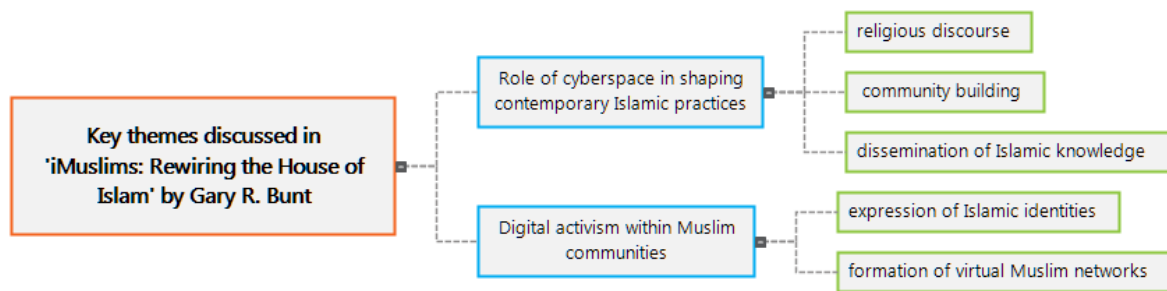 Key themes discussed in
'iMuslims: Rewiring the House of
Islam' by Gary R. Bunt
Role of cyberspace in shaping
contemporary Islamic practices
religious discourse
community building
dissemination of Islamic knowledge
Digital activism within Muslim
communities
expression of Islamic identities
formation of virtual Muslim networks